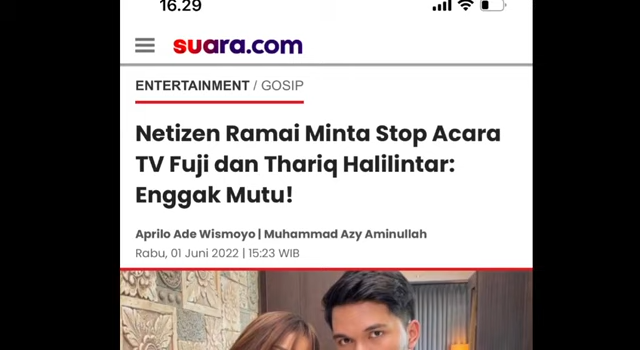 16.29
suara.com
ENTERTAINMENT / GOSIP
Netizen Ramai Minta Stop Acara
TV Fuji dan Thariq Halilintar:
Enggak Mutu!
Aprilo Ade Wismoyo | Muhammad Azy Aminullah
Rabu, 01 Juni 2022 | 15:23 WIB